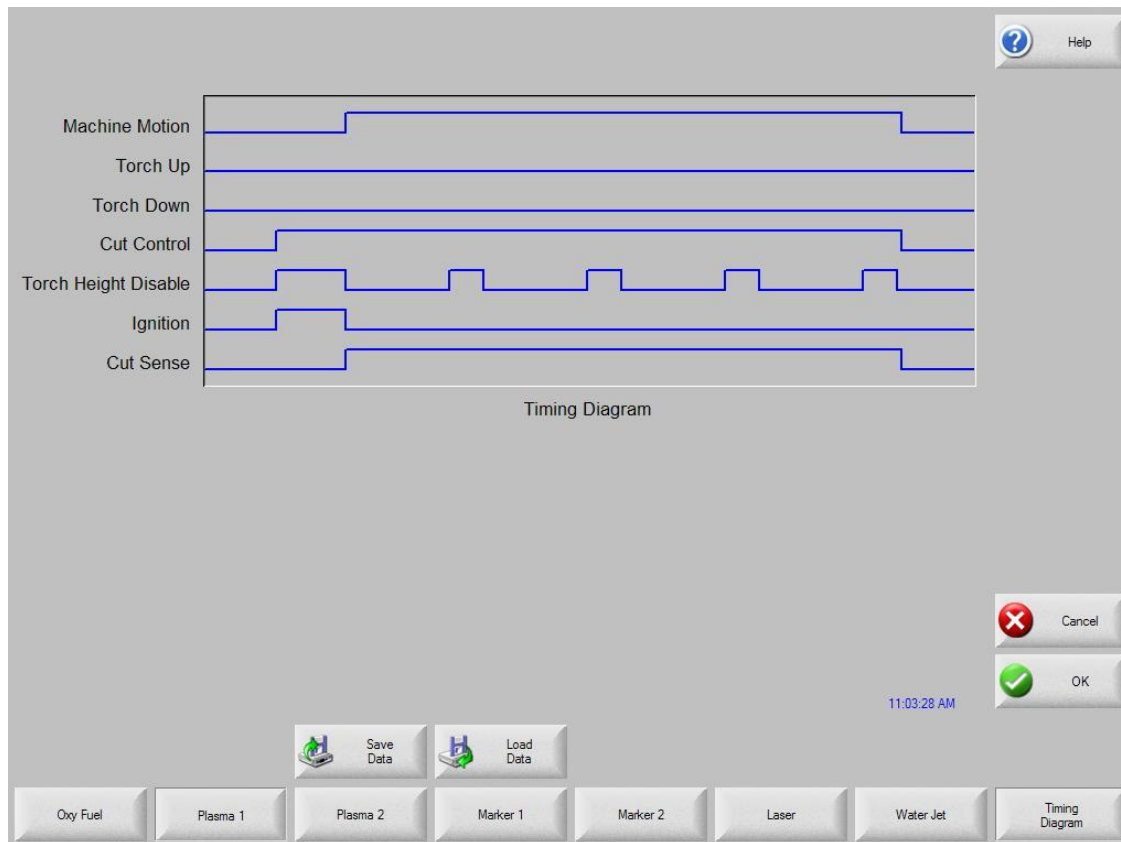 Help
Machine Motion
Torch Up
Torch Down
Cut Control
Torch Height Disable
Ignition
Cut Sense
Timing Diagram
Cancel
OK
11:03:28 AM
Save
Data
Load
Data
Oxy Fuel
Plasma 1
Plasma 2
Marker 1
Marker 2
Laser
Water Jet
Timing
Diagram